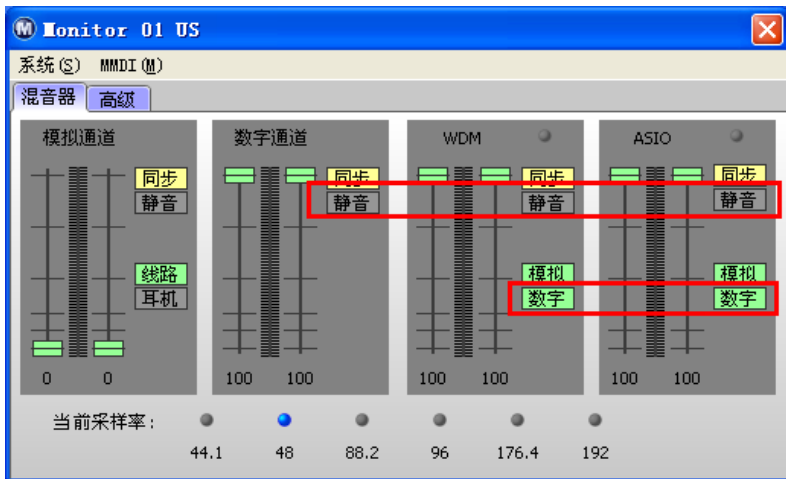 Monitor 01 US
系统(S) MMDI(M)
混音器 高级
模拟通道 数字通道 WDM ASIO
同步 同步 同步 同步
静音 静音 静音 静音
线路 模拟 模拟
耳机 数字 数字
0 0 100 100 100 100 100 100
当前采样率:
44.1 48 88.2 96 176.4 192